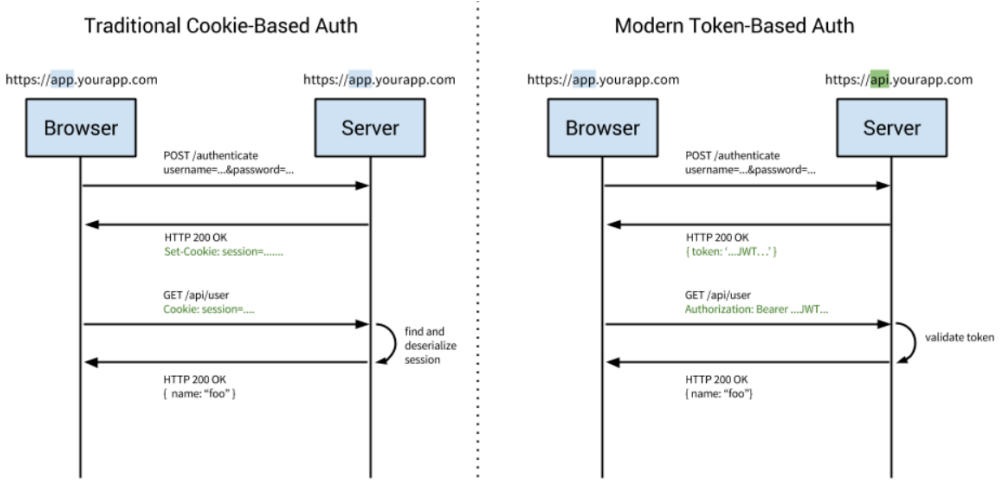 Traditional Cookie-Based Auth
https://app.yourapp.com
https://app.yourapp.com
Browser
Server
POST /authenticate
username=...&password=...
HTTP 200 OK
Set-Cookie: session=.......
GET /api/user
Cookie: session=....
find and
deserialize
session
HTTP 200 OK
{ name: “foo” }
Modern Token-Based Auth
https://app.yourapp.com
https://api.yourapp.com
Browser
Server
POST /authenticate
username=...&password=...
HTTP 200 OK
{ token: ‘...JWT...’ }
GET /api/user
Authorization: Bearer ...JWT...
validate token
HTTP 200 OK
{ name: “foo”}